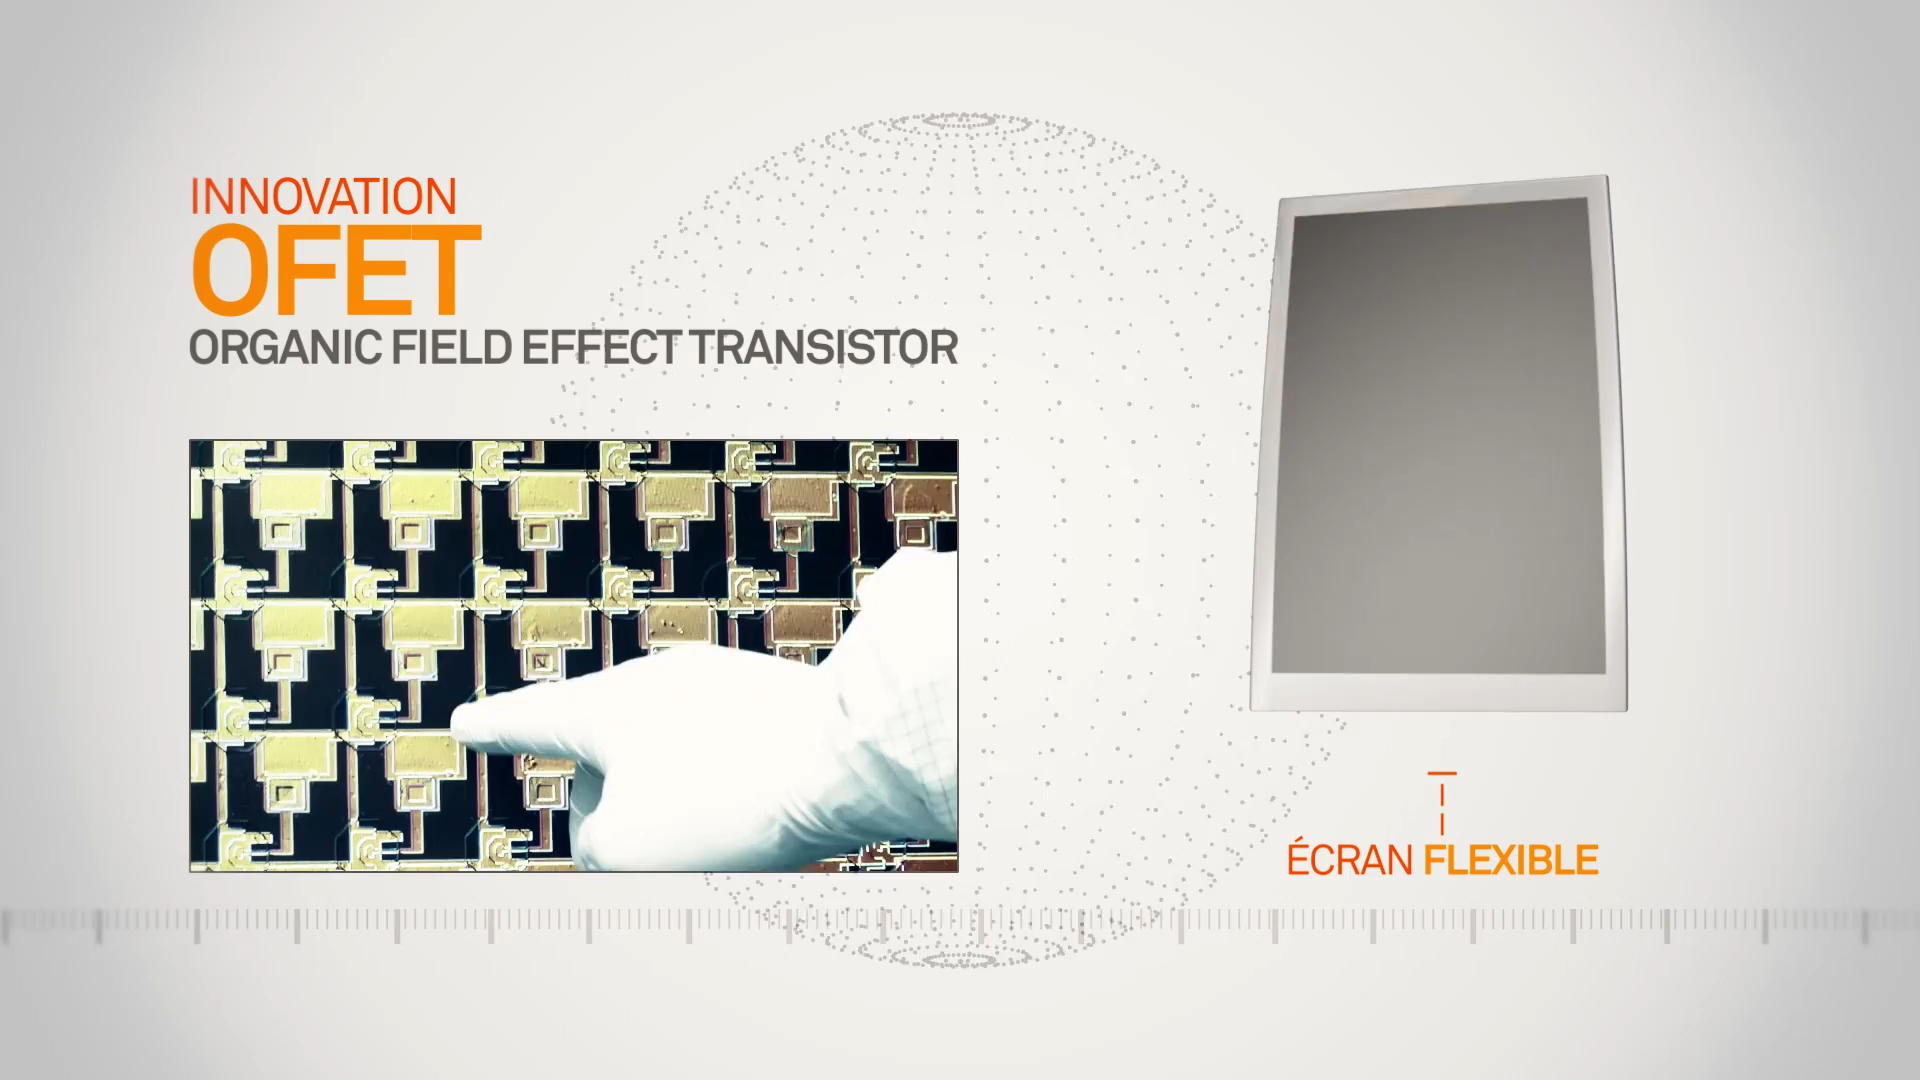 INNOVATION
OFET
ORGANIC FIELD EFFECT TRANSISTOR
ÉCRAN FLEXIBLE